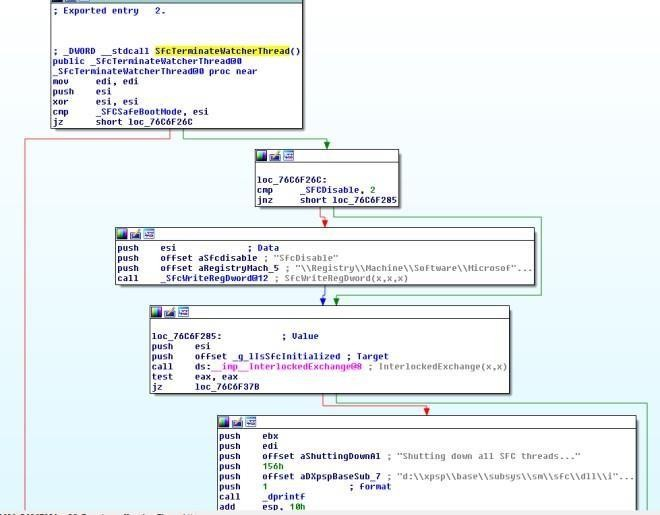 ; Exported entry   2.
; _DWORD __stdcall SfcTerminateWatcherThread()
public _SfcTerminateWatcherThread@0
_SfcTerminateWatcherThread@0 proc near
mov     edi, edi
push    esi
xor     esi, esi
cmp     _SFCSafeBootMode, esi
jz      short loc_76C6F26C
loc_76C6F26C:
cmp     _SFCDisable, 2
jnz     short loc_76C6F285
push    esi             ; Data
push    offset aSfcdisable ; "SfcDisable"
push    offset aRegistryMach_5 ; "\\Registry\\Machine\\Software\\Microsof"...
call    _SfcWriteRegDword@12 ; SfcWriteRegDword(x,x,x)
loc_76C6F285:           ; Value
push    esi
push    offset _g_lIsSfcInitialized ; Target
call    ds:__imp__InterlockedExchange@8 ; InterlockedExchange(x,x)
test    eax, eax
jz      loc_76C6F37B
push    ebx
push    edi
push    offset aShuttingDownAl ; "Shutting down all SFC threads..."
push    156h
push    offset aDXpspBaseSub_7 ; "d:\\xpsp\\base\\subsys\\sm\\sfc\\dll\\i"...
push    1               ; format
call    _dprintf
add     esp, 10h